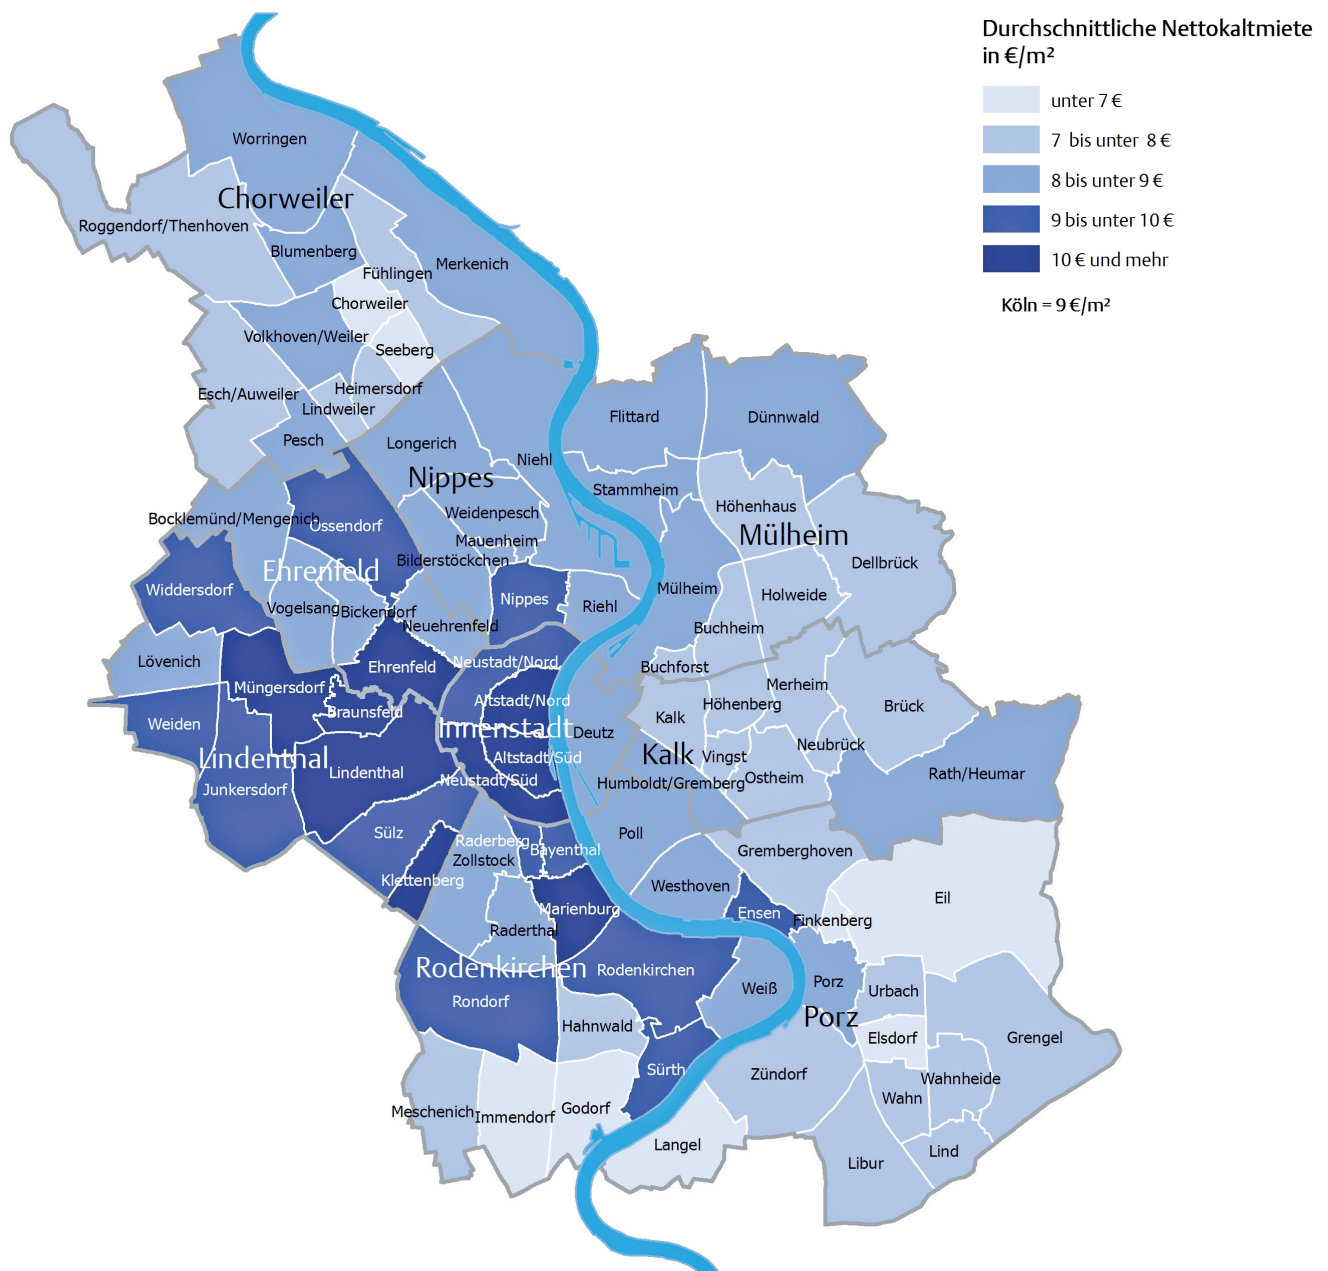 Durchschnittliche Nettokaltmiete
in €/m²
unter 7 €
7 bis unter 8 €
8 bis unter 9 €
9 bis unter 10 €
10 € und mehr
Köln = 9 €/m²
Worringen
Chorweiler
Roggendorf/Thenhoven
Blumenberg
Fühlingen
Merkenich
Chorweiler
Volkhoven/Weiler
Seeberg
Heimersdorf
Esch/Auweiler
Lindweiler
Pesch
Longerich
Niehl
Nippes
Flittard
Dünnwald
Stammheim
Höhenhaus
Mülheim
Weidenpesch
Bocklemünd/Mengenich
Ossendorf
Mauenheim
Bilderstöckchen
Dellbrück
Ehrenfeld
Widdersdorf
Mülheim
Holweide
Nippes
Riehl
Vogelsang
Bickendorf
Neuehrenfeld
Buchheim
Lövenich
Ehrenfeld
Neustadt/Nord
Buchforst
Müngersdorf
Merheim
Altstadt/Nord
Höhenberg
Brück
Braunsfeld
Kalk
Weiden
Innenstadt
Deutz
Neubrück
Lindenthal
Kalk
Vingst
Altstadt/Süd
Lindenthal
Neustadt/Süd
Humboldt/Gremberg
Ostheim
Rath/Heumar
Junkersdorf
Sülz
Poll
Raderberg
Bayenthal
Zollstock
Gremberghoven
Klettenberg
Westhoven
Eil
Marienburg
Ensen
Finkenberg
Raderthal
Rodenkirchen
Rodenkirchen
Weiß
Porz
Urbach
Rondorf
Porz
Hahnwald
Elsdorf
Grengel
Sürth
Zündorf
Wahnheide
Wahn
Meschenich
Immendorf
Godorf
Langel
Libur
Lind